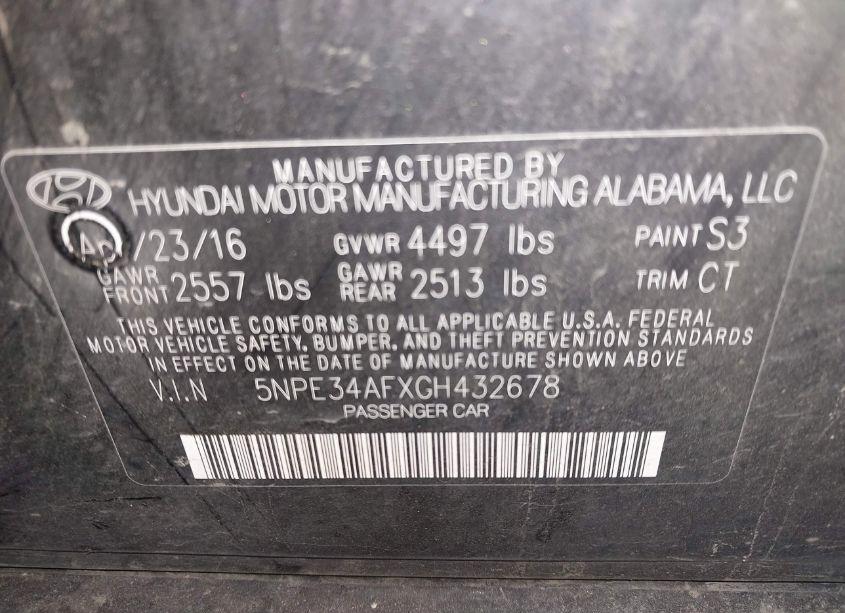 MANUFACTURED BY
HYUNDAI MOTOR MANUFACTURING ALABAMA, LLC
/23/16 GVWR 4497 lbs PAINT S3
GAWR FRONT 2557 lbs GAWR REAR 2513 lbs TRIM CT
THIS VEHICLE CONFORMS TO ALL APPLICABLE U.S.A. FEDERAL
MOTOR VEHICLE SAFETY, BUMPER, AND THEFT PREVENTION STANDARDS
IN EFFECT ON THE DATE OF MANUFACTURE SHOWN ABOVE
V.I.N 5NPE34AFXGH432678
PASSENGER CAR